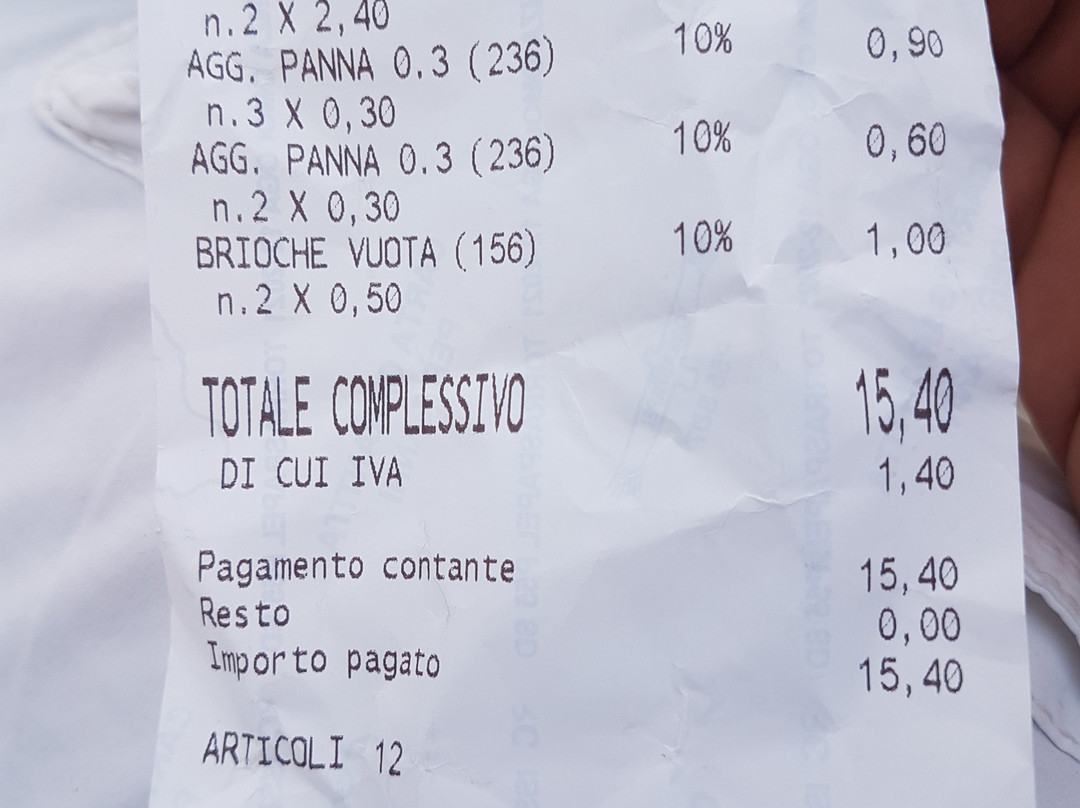 n.2 X 2,40
AGG. PANNA 0.3 (236) 10% 0,90
n.3 X 0,30
AGG. PANNA 0.3 (236) 10% 0,60
n.2 X 0,30
BRIOCHE VUOTA (156) 10% 1,00
n.2 X 0,50
TOTALE COMPLESSIVO 15,40
DI CUI IVA 1,40
Pagamento contante 15,40
Resto 0,00
Importo pagato 15,40
ARTICOLI 12